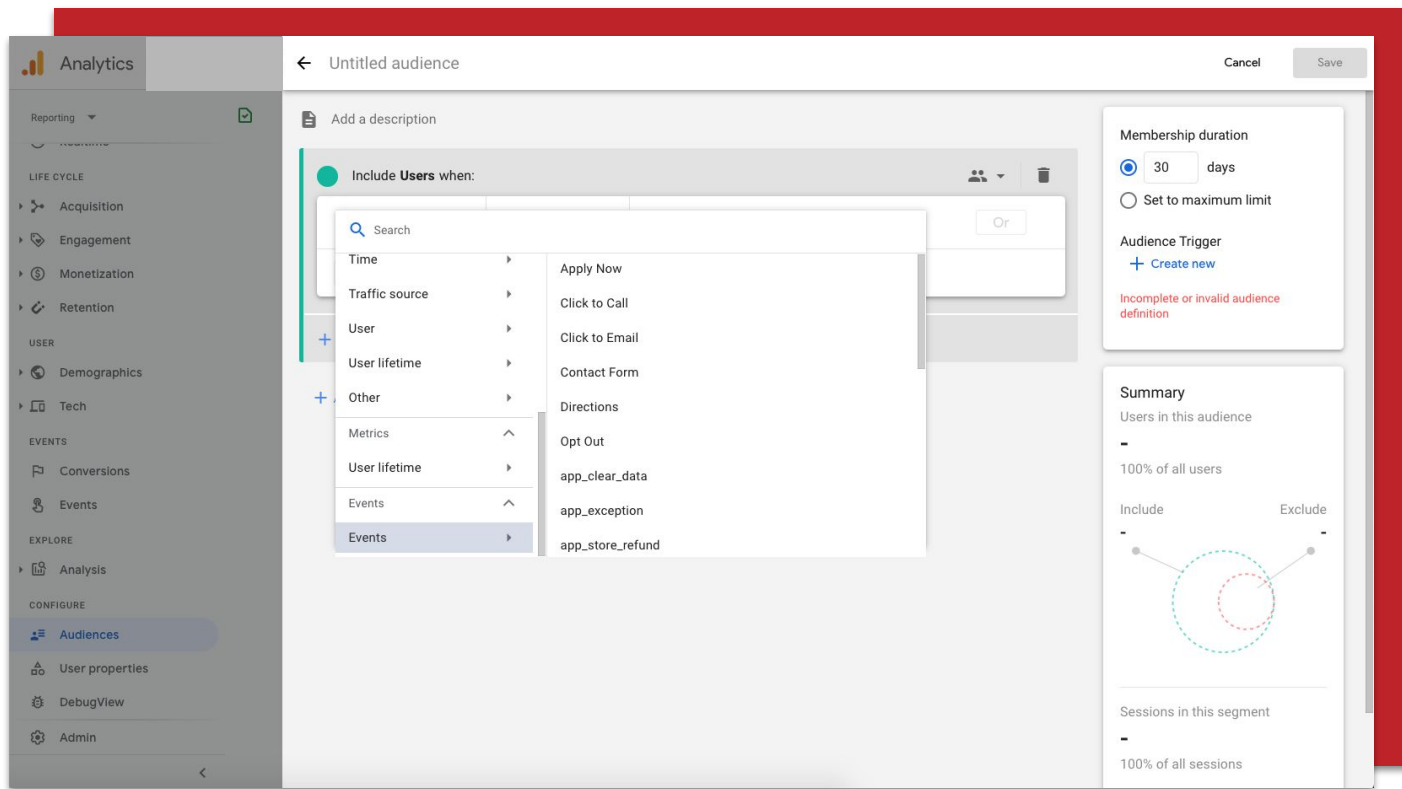 Analytics
Untitled audience
Cancel
Save
Reporting
LIFE CYCLE
Acquisition
Engagement
Monetization
Retention
USER
Demographics
Tech
EVENTS
Conversions
Events
EXPLORE
Analysis
CONFIGURE
Audiences
User properties
DebugView
Admin
Add a description
Include Users when:
Or
Search
Time
Traffic source
User
User lifetime
Other
Metrics
User lifetime
Events
Events
Apply Now
Click to Call
Click to Email
Contact Form
Directions
Opt Out
app_clear_data
app_exception
app_store_refund
Membership duration
30 days
Set to maximum limit
Audience Trigger
+ Create new
Incomplete or invalid audience
definition
Summary
Users in this audience
-
100% of all users
Include Exclude
- -
Sessions in this segment
-
100% of all sessions